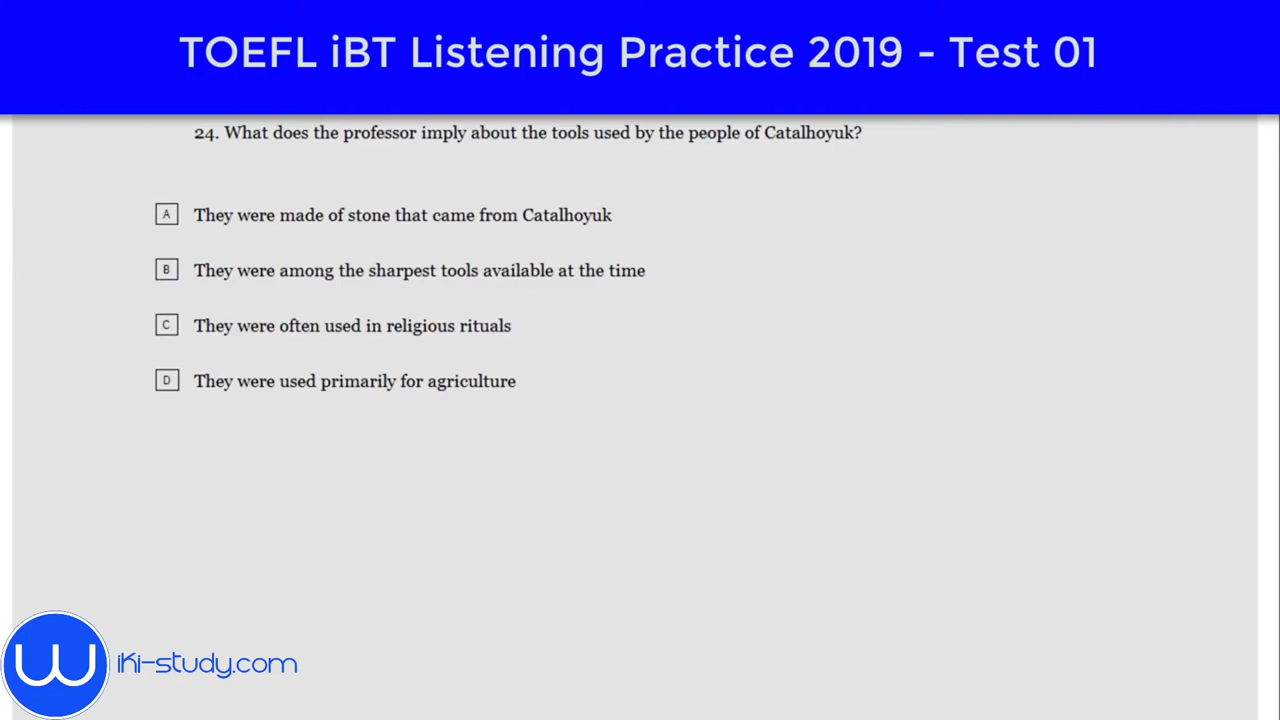 TOEFL iBT Listening Practice 2019 - Test 01
24. What does the professor imply about the tools used by the people of Catalhoyuk?
A They were made of stone that came from Catalhoyuk
B They were among the sharpest tools available at the time
C They were often used in religious rituals
D They were used primarily for agriculture
wiki-study.com